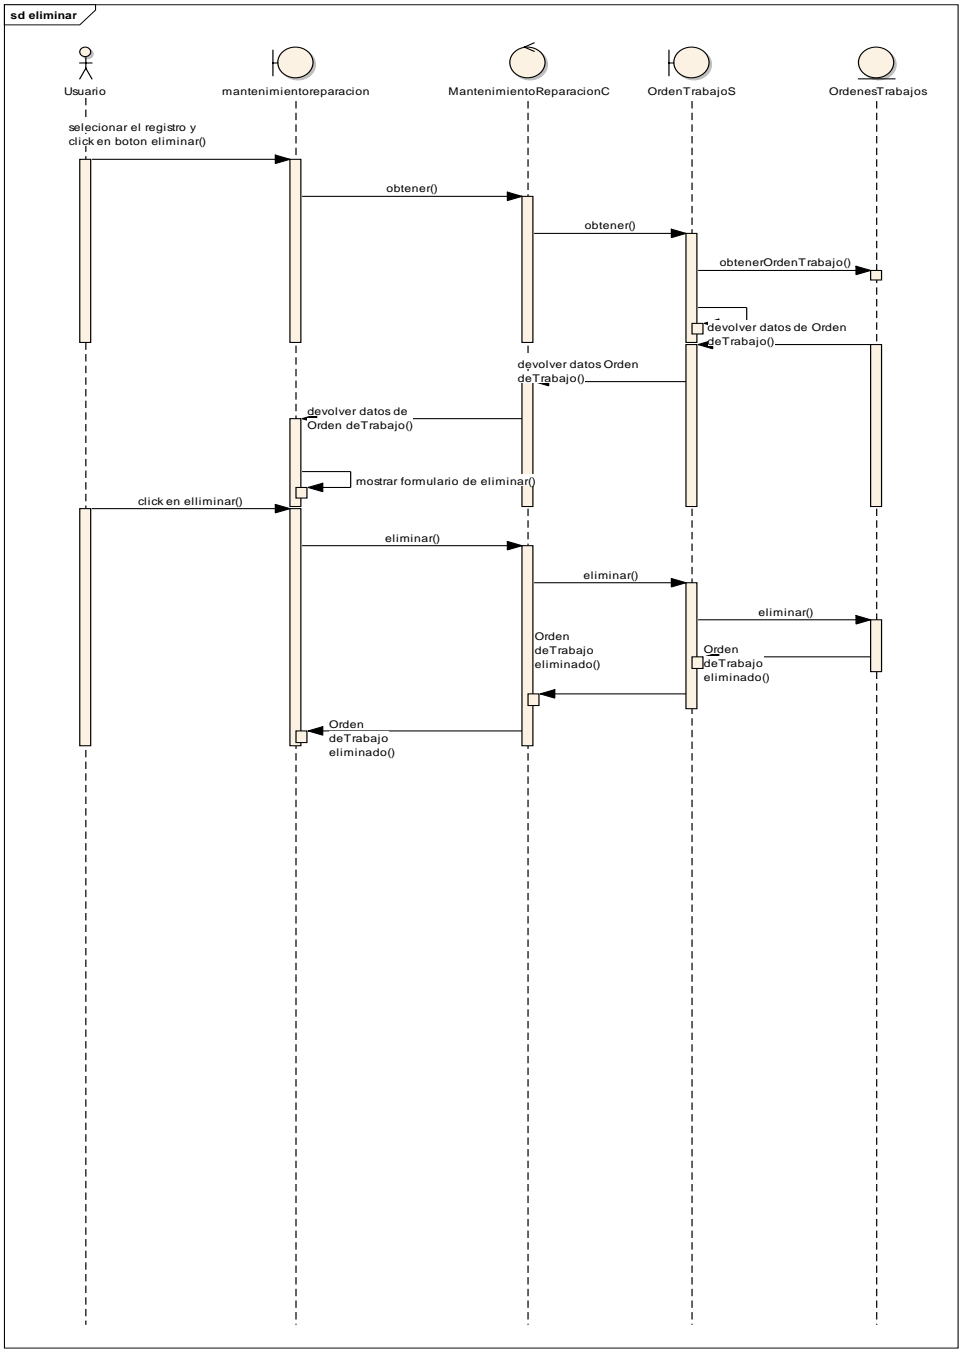 sd eliminar
Usuario
mantenimientoreparacion
MantenimientoReparacionC
OrdenTrabajoS
OrdenesTrabajos
selecionar el registro y
click en boton eliminar()
obtener()
obtener()
obtenerOrdenTrabajo()
devolver datos de Orden
deTrabajo()
devolver datos Orden
deTrabajo()
devolver datos de
Orden deTrabajo()
mostrar formulario de eliminar()
click en elliminar()
eliminar()
eliminar()
eliminar()
Orden
deTrabajo
eliminado()
Orden
deTrabajo
eliminado()
Orden
deTrabajo
eliminado()